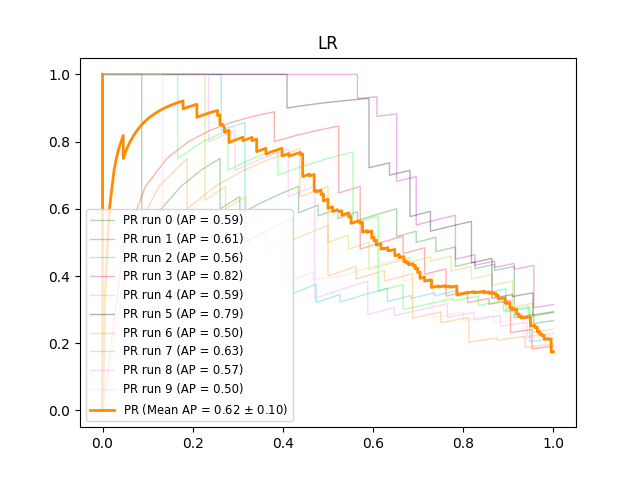 LR
1.0
0.8
0.6
0.4
0.2
0.0
PR run 0 (AP = 0.59)
PR run 1 (AP = 0.61)
PR run 2 (AP = 0.56)
PR run 3 (AP = 0.82)
PR run 4 (AP = 0.59)
PR run 5 (AP = 0.79)
PR run 6 (AP = 0.50)
PR run 7 (AP = 0.63)
PR run 8 (AP = 0.57)
PR run 9 (AP = 0.50)
PR (Mean AP = 0.62 ± 0.10)
0.0 0.2 0.4 0.6 0.8 1.0